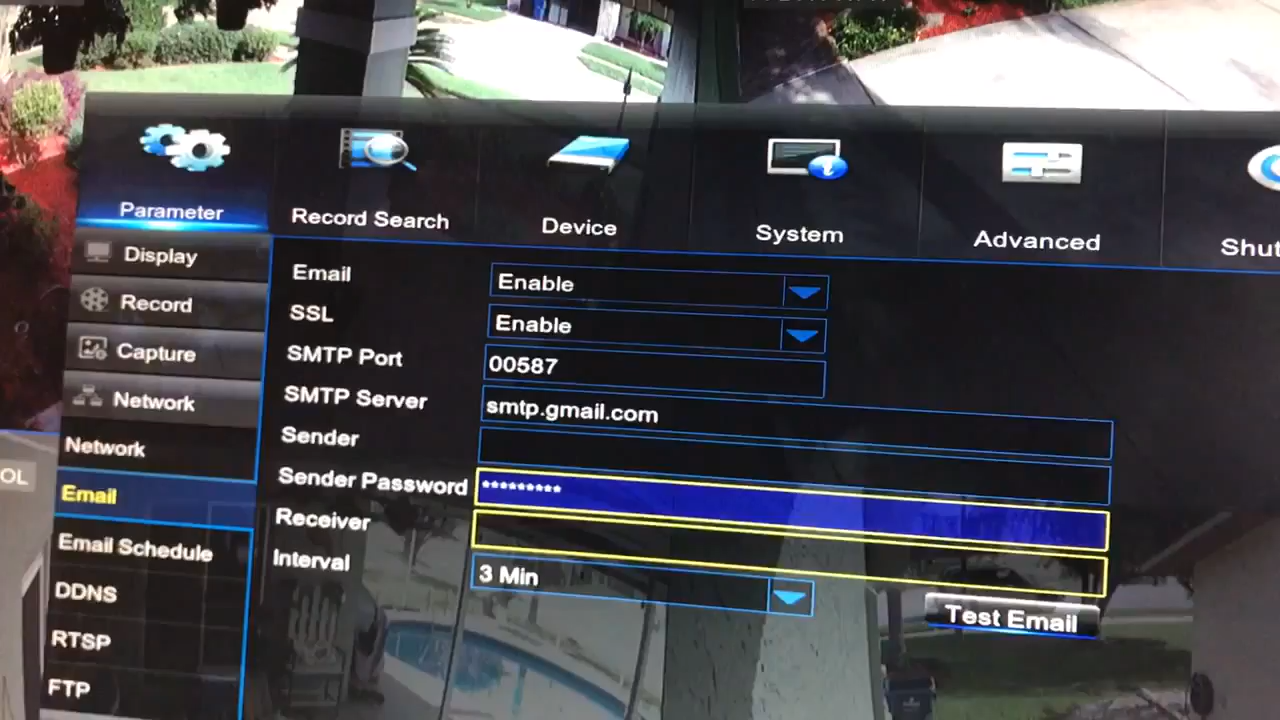 Parameter
Record Search
Device
System
Advanced
Shut
Display
Record
Capture
Network
Network
Email
Email Schedule
DDNS
RTSP
FTP
Email
Enable
SSL
Enable
SMTP Port
00587
SMTP Server
smtp.gmail.com
Sender
Sender Password
*********
Receiver
Interval
3 Min
Test Email
OL